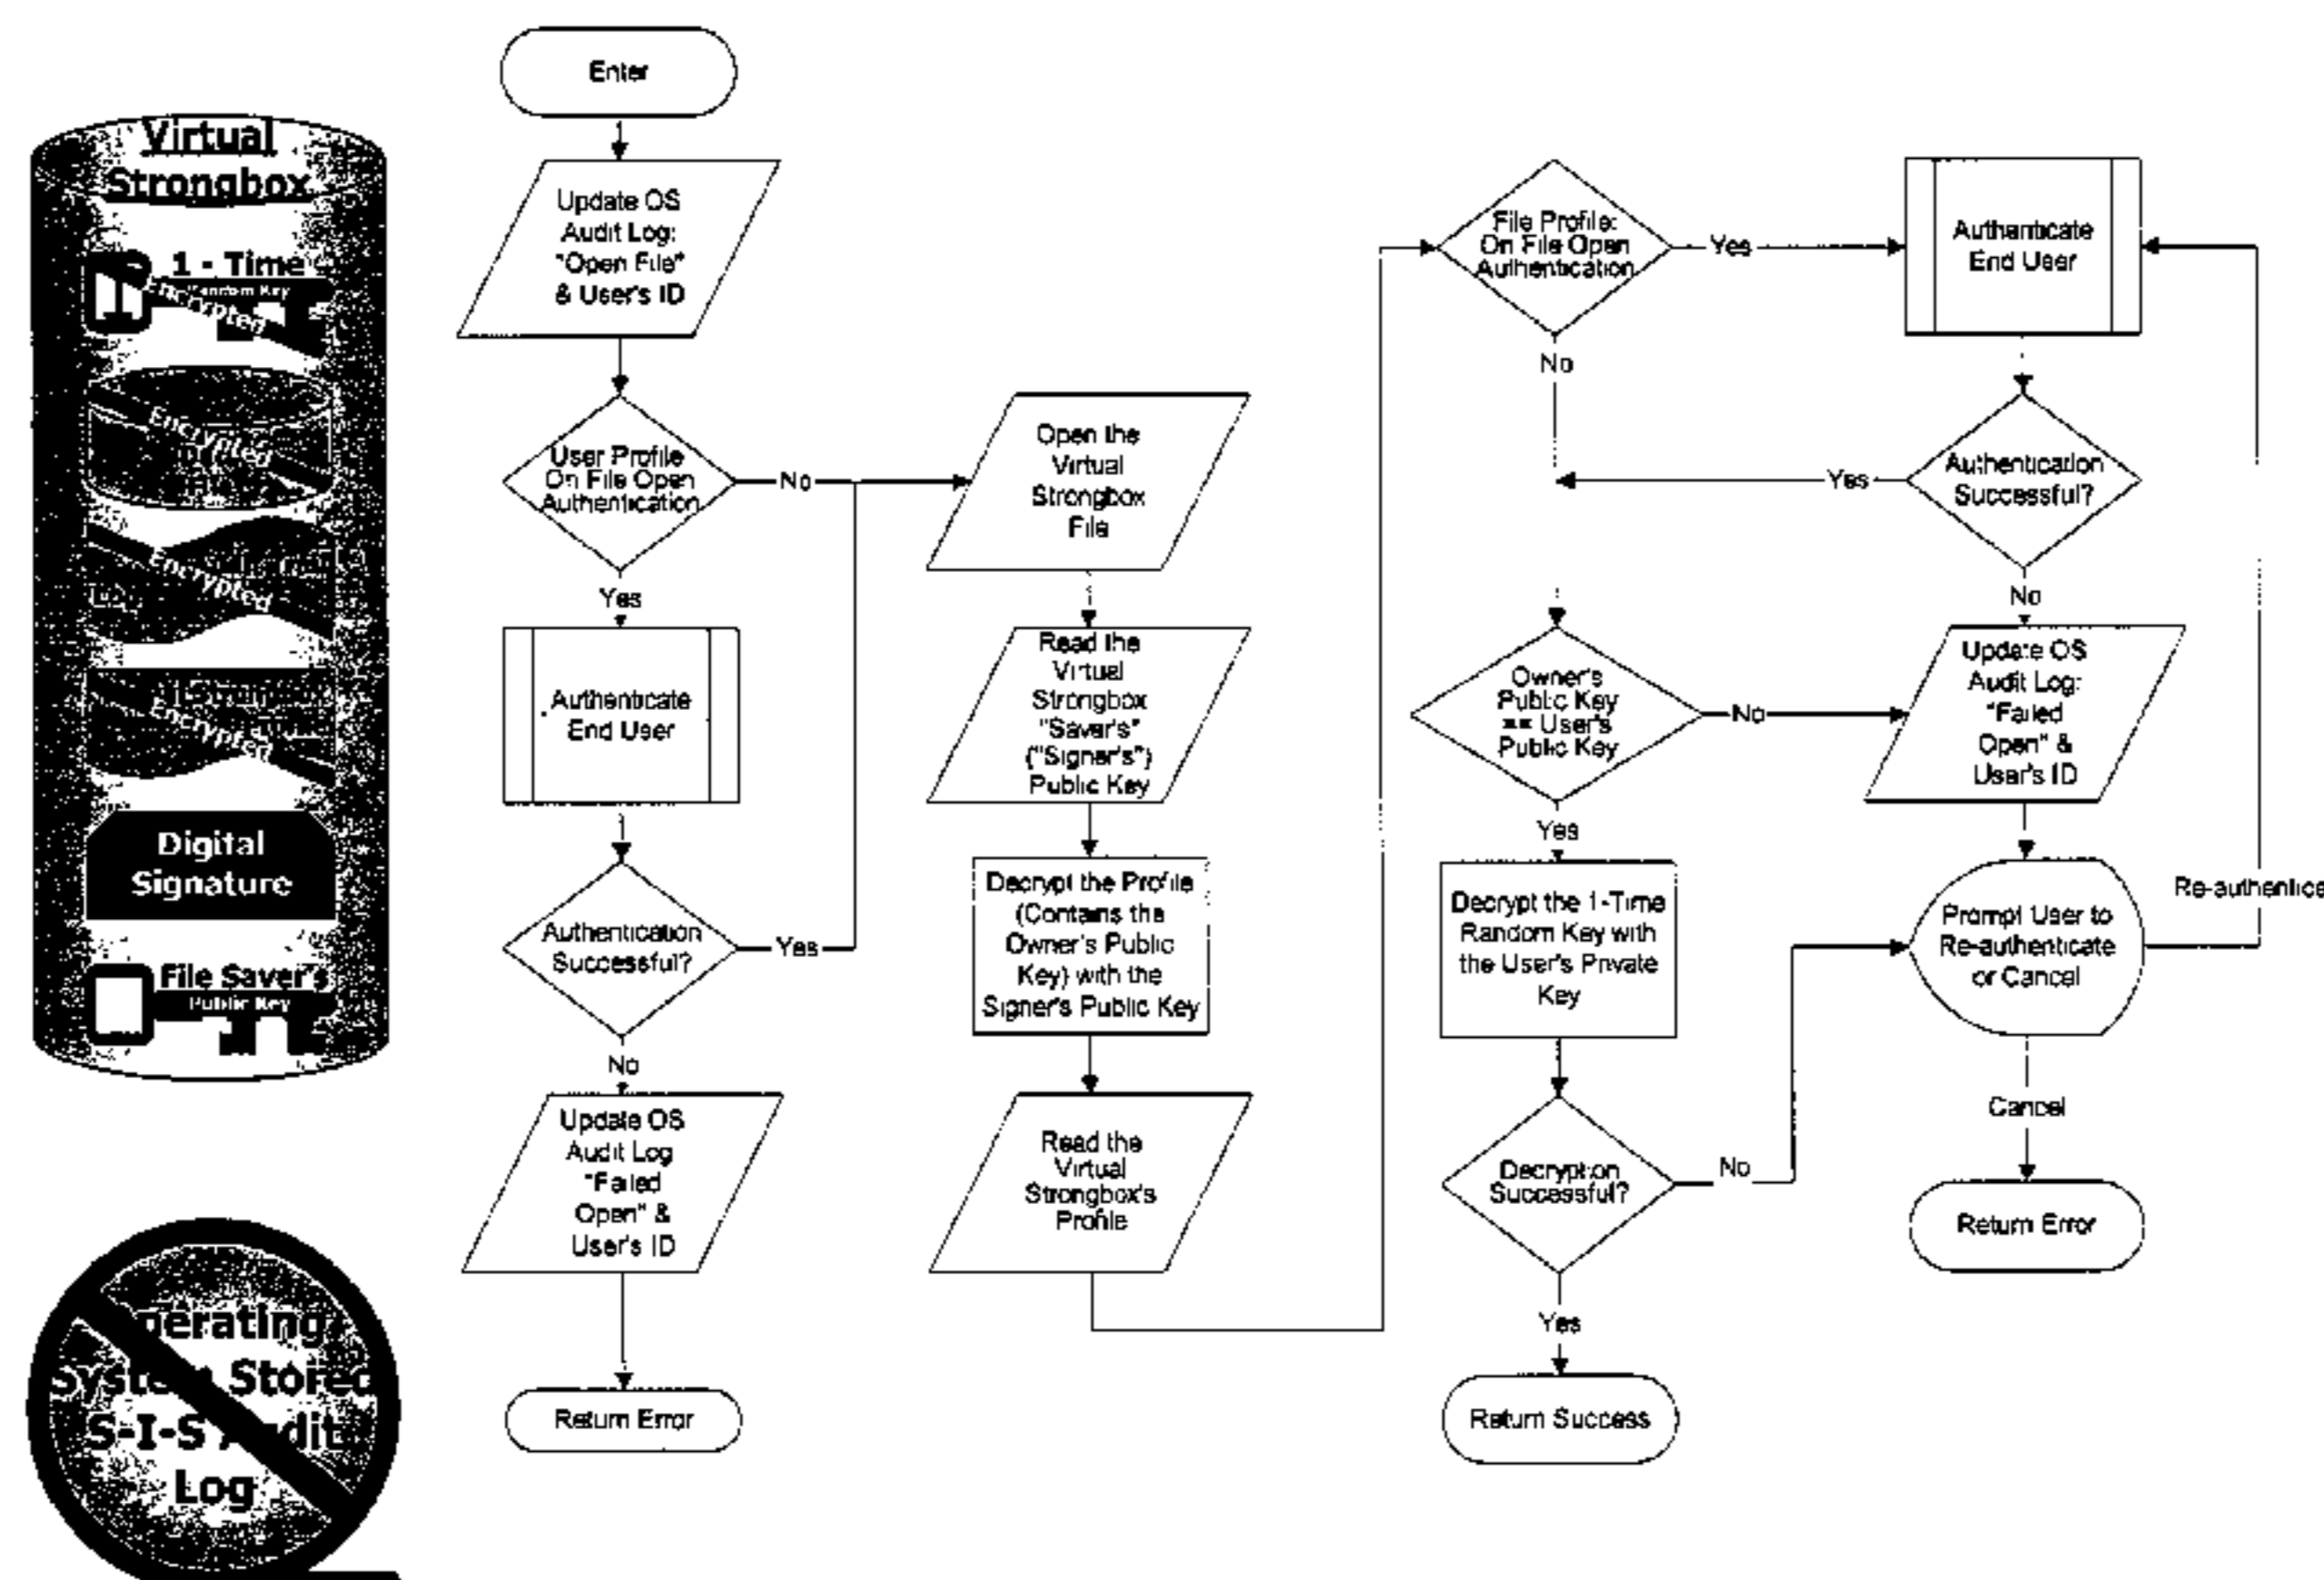 Virtual
Strongbox
1 - Time
Random Key
Encrypted
Encrypted
Encrypted
Encrypted
Digital
Signature
File Saver's
Public Key
System Stored
S-I-S
Log
Enter
Update OS
Audit Log:
"Open File"
& User's ID
User Profile
On File Open
Authentication
No
Yes
Authenticate
End User
Authentication
Successful?
Yes
No
Update OS
Audit Log
"Failed
Open" &
User's ID
Return Error
Open the
Virtual
Strongbox
File
Read the
Virtual
Strongbox
"Saver's"
("Signer's")
Public Key
Decrypt the Profile
(Contains the
Owner's Public
Key) with the
Signer's Public Key
Read the
Virtual
Strongbox's
Profile
File Profile:
On File Open
Authentication
Yes
No
Authenticate
End User
Authentication
Successful?
Yes
No
Owner's
Public Key
== User's
Public Key
No
Yes
Update OS
Audit Log:
"Failed
Open" &
User's ID
Decrypt the 1-Time
Random Key with
the User's Private
Key
Prompt User to
Re-authenticate
or Cancel
Re-authentice
Cancel
Return Error
Decryption
Successful?
No
Yes
Return Success